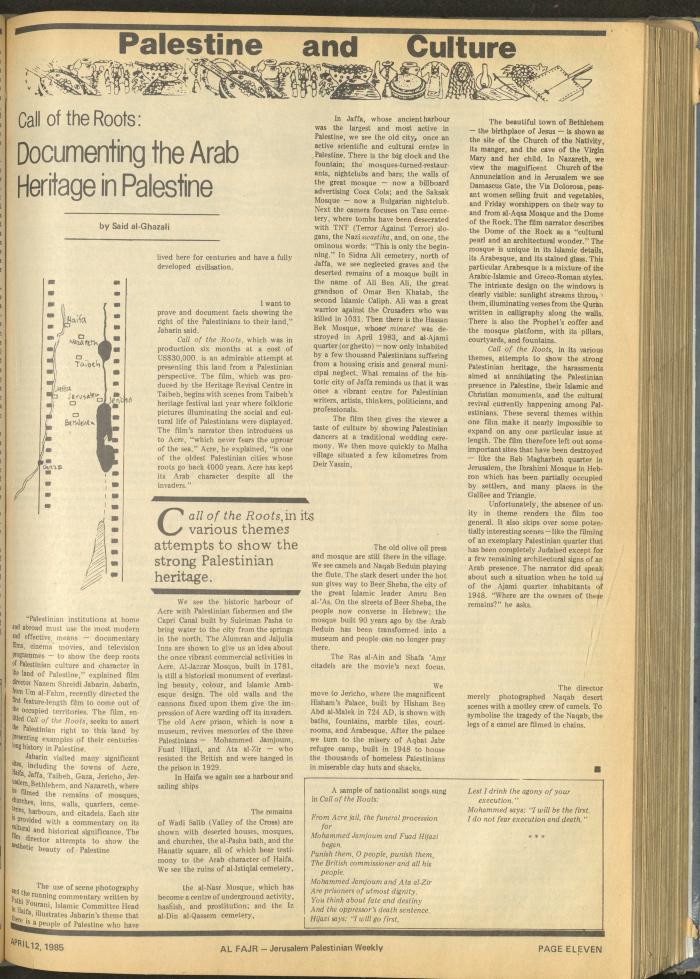 Palestine and Culture
Call of the Roots:
Documenting the Arab
Heritage in Palestine
by Said al-Ghazali
Haifa
Nazareth
Taibeh
Jaffa
Jerusalem
Jericho
Bethlehem
Gaza
"Palestinian institutions at home
and abroad must use the most modern
and effective means — documentary
films, cinema movies, and television
programmes — to show the deep roots
of Palestinian culture and character in
the land of Palestine," explained film
director Nazem Shreidi Jabarin. Jabarin,
from Um al-Fahm, recently directed the
first feature-length film to come out of
the occupied territories. The film, en-
titled Call of the Roots, seeks to assert
the Palestinian right to this land by
presenting examples of their centuries-
long history in Palestine.
Jabarin visited many significant
sites, including the towns of Acre,
Haifa, Jaffa, Taibeh, Gaza, Jericho, Jer-
usalem, Bethlehem, and Nazareth, where
he filmed the remains of mosques,
churches, inns, walls, quarters, ceme-
teries, harbours, and citadels. Each site
is provided with a commentary on its
cultural and historical significance. The
film director attempts to show the
aesthetic beauty of Palestine
The use of scene photography
and the running commentary written by
Fathi Fourani, Islamic Committee Head
in Haifa, illustrates Jabarin's theme that
there is a people of Palestine who have
lived here for centuries and have a fully
developed civilisation.
I want to
prove and document facts showing the
right of the Palestinians to their land,"
Jabarin said.
Call of the Roots, which was in
production six months at a cost of
US$30,000, is an admirable attempt at
presenting this land from a Palestinian
perspective. The film, which was pro-
duced by the Heritage Revival Centre in
Taibeh, begins with scenes from Taibeh's
heritage festival last year where folkloric
pictures illuminating the social and cul-
tural life of Palestinians were displayed.
The film's narrator then introduces us
to Acre, "which never fears the uproar
of the sea." Acre, he explained, "is one
of the oldest Palestinian cities whose
roots go back 4000 years. Acre has kept
its Arab character despite all the
invaders."
Call of the Roots, in its
various themes
attempts to show the
strong Palestinian
heritage.
We see the historic harbour of
Acre with Palestinian fishermen and the
Capri Canal built by Suleiman Pasha to
bring water to the city from the springs
in the north. The Alumran and Jaljulia
Inns are shown to give us an idea about
the once vibrant commercial activities in
Acre. Al-Jazzar Mosque, built in 1781,
is still a historical monument of everlast-
ing beauty, colour, and Islamic Arab-
esque design. The old walls and the
cannons fixed upon them give the im-
pression of Acre warding off its invaders.
The old Acre prison, which is now a
museum, revives memories of the three
Palestinians — Mohammed Jamjoum,
Fuad Hijazi, and Ata al-Zir — who
resisted the British and were hanged in
the prison in 1929.
In Haifa we again see a harbour and
sailing ships
The remains
of Wadi Salib (Valley of the Cross) are
shown with deserted houses, mosques,
and churches, the al-Pasha bath, and the
Hanatir square, all of which bear testi-
mony to the Arab character of Haifa.
We see the ruins of al-Istiqlal cemetery,
the al-Nasr Mosque, which has
become a centre of underground activity,
hashish, and prostitution; and the Iz
al-Din al-Qassem cemetery,
In Jaffa, whose ancient harbour
was the largest and most active in
Palestine, we see the old city, once an
active scientific and cultural centre in
Palestine. There is the big clock and the
fountain; the mosques-turned-restaur-
ants, nightclubs and bars; the walls of
the great mosque — now a billboard
advertising Coca Cola; and the Saksak
Mosque — now a Bulgarian nightclub.
Next the camera focuses on Tasu ceme-
tery, where tombs have been desecrated
with TNT (Terror Against Terror) slo-
gans, the Nazi swastika, and, on one, the
ominous words: "This is only the begin-
ning." In Sidna Ali cemetery, north of
Jaffa, we see neglected graves and the
deserted remains of a mosque built in
the name of Ali Ben Ali, the great
grandson of Omar Ben Khatab, the
second Islamic Caliph. Ali was a great
warrior against the Crusaders who was
killed in 1031. Then there is the Hassan
Bek Mosque, whose minaret was de-
stroyed in April 1983, and al-Ajami
quarter (or ghetto) — now only inhabited
by a few thousand Palestinians suffering
from a housing crisis and general muni-
cipal neglect. What remains of the his-
toric city of Jaffa reminds us that it was
once a vibrant centre for Palestinian
writers, artists, thinkers, politicians, and
professionals.
The film then gives the viewer a
taste of culture by showing Palestinian
dancers at a traditional wedding cere-
mony. We then move quickly to Malha
village situated a few kilometres from
Deir Yassin,
The old olive oil press
and mosque are still there in the village.
We see camels and Naqab Beduin playing
the flute. The stark desert under the hot
sun gives way to Beer Sheba, the city of
the great Islamic leader Amru Ben
al-'As. On the streets of Beer Sheba, the
people now converse in Hebrew; the
mosque built 90 years ago by the Arab
Beduin has been transformed into a
museum and people can no longer pray
there.
The Ras al-Ain and Shafa 'Amr
citadels are the movie's next focus.
We
move to Jericho, where the magnificent
Hisham's Palace, built by Hisham Ben
Abd al-Malek in 724 AD, is shown with
baths, fountains, marble tiles, court-
rooms, and Arabesque. After the palace
we turn to the misery of Aqbat Jabr
refugee camp, built in 1948 to house
the thousands of homeless Palestinians
in miserable clay huts and shacks.
The beautiful town of Bethlehem
— the birthplace of Jesus — is shown as
the site of the Church of the Nativity,
its manger, and the cave of the Virgin
Mary and her child. In Nazareth, we
view the magnificent Church of the
Annunciation and in Jerusalem we see
Damascus Gate, the Via Dolorosa, peas-
ant women selling fruit and vegetables,
and Friday worshippers on their way to
and from al-Aqsa Mosque and the Dome
of the Rock. The film narrator describes
the Dome of the Rock as a "cultural
pearl and an architectural wonder." The
mosque is unique in its Islamic details,
its Arabesque, and its stained glass. This
particular Arabesque is a mixture of the
Arabic-Islamic and Greco-Roman styles.
The intricate design on the windows is
clearly visible: sunlight streams through
them, illuminating verses from the Quran
written in calligraphy along the walls.
There is also the Prophet's coffer and
the mosque platform, with its pillars,
courtyards, and fountains.
Call of the Roots, in its various
themes, attempts to show the strong
Palestinian heritage, the harassments
aimed at annihilating the Palestinian
presence in Palestine, their Islamic and
Christian monuments, and the cultural
revival currently happening among Pal-
estinians. These several themes within
one film make it nearly impossible to
expand on any one particular issue at
length. The film therefore left out some
important sites that have been destroyed
— like the Bab Magharbeh quarter in
Jerusalem, the Ibrahimi Mosque in Heb-
ron which has been partially occupied
by settlers, and many places in the
Galilee and Triangle.
Unfortunately, the absence of un-
ity in theme renders the film too
general. It also skips over some poten-
tially interesting scenes — like the filming
of an exemplary Palestinian quarter that
has been completely Judaised except for
a few remaining architectural signs of an
Arab presence. The narrator did speak
about such a situation when he told us
of the Ajami quarter inhabitants of
1948. "Where are the owners of these
remains?" he asks.
The director
merely photographed Naqab desert
scenes with a motley crew of camels. To
symbolise the tragedy of the Naqab, the
legs of a camel are filmed in chains.
A sample of nationalist songs sung
in Call of the Roots:
From Acre jail, the funeral procession
for
Mohammed Jamjoum and Fuad Hijazi
began.
Punish them, O people, punish them,
The British commissioner and all his
people.
Mohammed Jamjoum and Ata el-Zir
Are prisoners of utmost dignity.
You think about fate and destiny
And the oppressor's death sentence.
Hijazi says: "I will go first,
Lest I drink the agony of your
execution."
Mohammed says: "I will be the first.
I do not fear execution and death."
* * *
APRIL 12, 1985
AL FAJR — Jerusalem Palestinian Weekly
PAGE ELEVEN